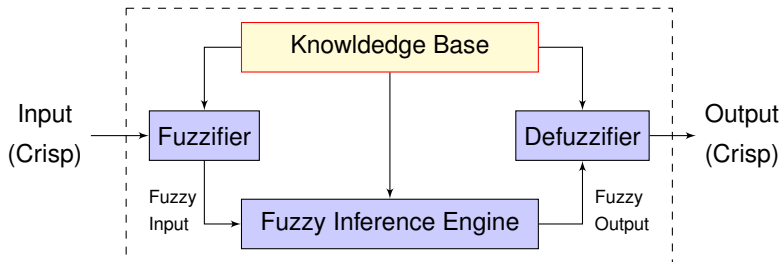 Knowldedge Base
Input
(Crisp)
Fuzzifier
Defuzzifier
Output
(Crisp)
Fuzzy
Input
Fuzzy Inference Engine
Fuzzy
Output